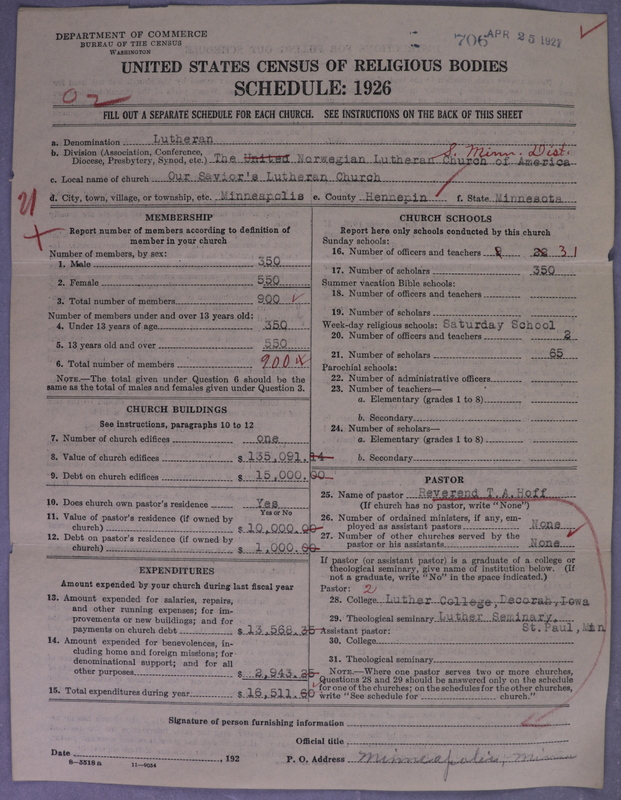 DEPARTMENT OF COMMERCE
BUREAU OF THE CENSUS
WASHINGTON
706 APR 25 192
UNITED STATES CENSUS OF RELIGIOUS BODIES
SCHEDULE: 1926
FILL OUT A SEPARATE SCHEDULE FOR EACH CHURCH. SEE INSTRUCTIONS ON THE BACK OF THIS SHEET
a. Denomination Lutheran
S. Minn. Dist.
b. Division (Association, Conference, Diocese, Presbytery, Synod, etc.) The United Norwegian Lutheran Church of America
c. Local name of church Our Savior's Lutheran Church
d. City, town, village, or township, etc. Minneapolis e. County Hennepin f. State Minnesota
21
MEMBERSHIP
Report number of members according to definition of
member in your church
Number of members, by sex:
1. Male 350
2. Female 550
3. Total number of members 900
Number of members under and over 13 years old:
4. Under 13 years of age 350
5. 13 years old and over 550
6. Total number of members 900
NOTE.—The total given under Question 6 should be the
same as the total of males and females given under Question 3.
CHURCH BUILDINGS
See instructions, paragraphs 10 to 12
7. Number of church edifices one
8. Value of church edifices $ 135,091.14
9. Debt on church edifices $ 15,000.00
10. Does church own pastor's residence Yes
Yes or No
11. Value of pastor's residence (if owned by
church) $ 10,000.00
12. Debt on pastor's residence (if owned by
church) $ 1,000.00
EXPENDITURES
Amount expended by your church during last fiscal year
13. Amount expended for salaries, repairs,
and other running expenses; for im-
provements or new buildings; and for
payments on church debt $ 13,568.35
14. Amount expended for benevolences, in-
cluding home and foreign missions; for
denominational support; and for all
other purposes $ 2,943.25
15. Total expenditures during year $ 16,511.60
CHURCH SCHOOLS
Report here only schools conducted by this church
Sunday schools:
16. Number of officers and teachers 31
17. Number of scholars 350
Summer vacation Bible schools:
18. Number of officers and teachers
19. Number of scholars
Week-day religious schools: Saturday School
20. Number of officers and teachers 2
21. Number of scholars 65
Parochial schools:
22. Number of administrative officers
23. Number of teachers—
a. Elementary (grades 1 to 8)
b. Secondary
24. Number of scholars—
a. Elementary (grades 1 to 8)
b. Secondary
PASTOR
25. Name of pastor Reverend T.A.Hoff
(If church has no pastor, write "None")
26. Number of ordained ministers, if any, em-
ployed as assistant pastors None
27. Number of other churches served by the
pastor or his assistants None
If pastor (or assistant pastor) is a graduate of a college or
theological seminary, give name of institution below. (If
not a graduate, write "No" in the space indicated.)
Pastor: 2
28. College Luther College, Decorah, Iowa
29. Theological seminary Luther Seminary,
Assistant pastor: St.Paul, Min
30. College
31. Theological seminary
NOTE.—Where one pastor serves two or more churches,
Questions 28 and 29 should be answered only on the schedule
for one of the churches; on the schedules for the other churches,
write "See schedule for church."
Signature of person furnishing information
Official title
Date , 192 P. O. Address Minneapolis, Minn
8—5518 a 11—9034